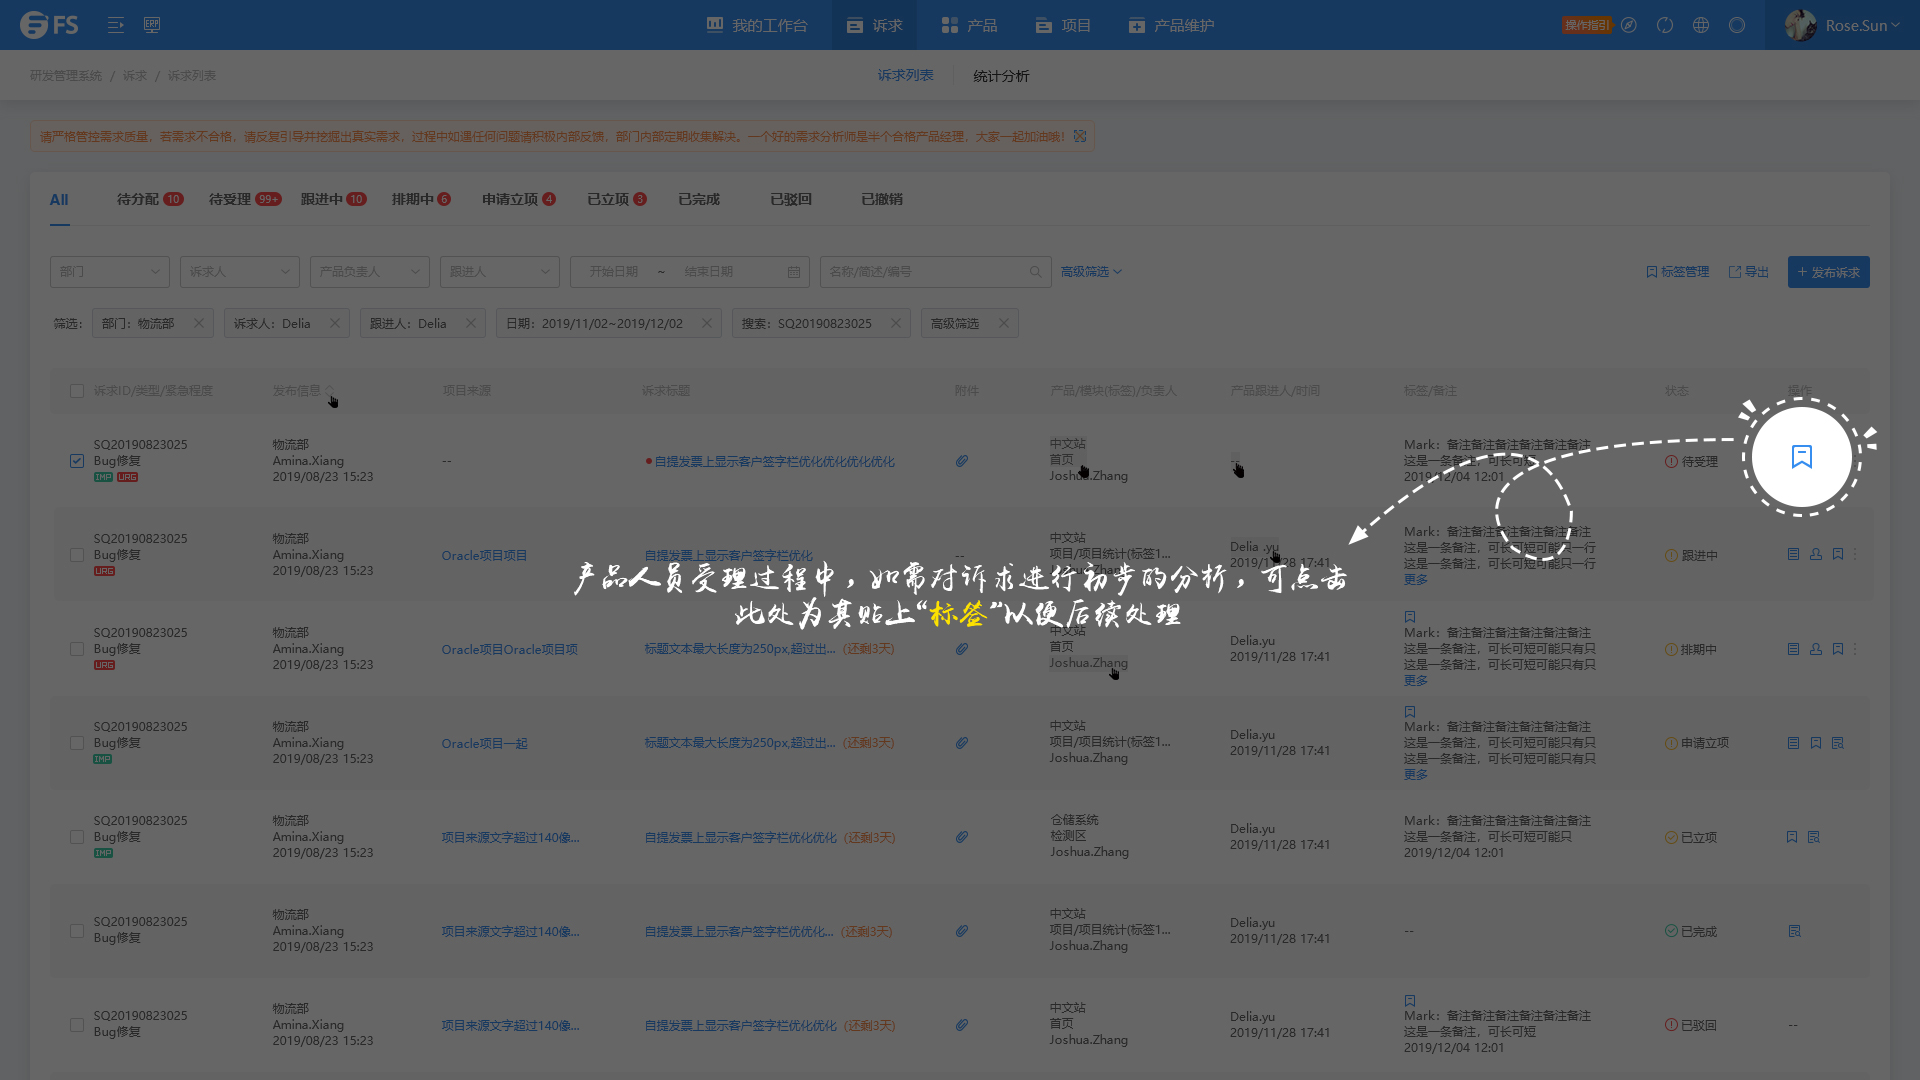 FS 我的工作台 诉求 产品 项目 产品维护 操作指引 Rose.Sun
研发管理系统 / 诉求 / 诉求列表 诉求列表 统计分析
请严格管控需求质量，若需求不合格，请反复引导并挖掘出真实需求，过程中如遇任何问题请积极内部反馈，部门内部定期收集解决。一个好的需求分析师是半个合格产品经理，大家一起加油哦！
All 待分配 10 待受理 99+ 跟进中 10 排期中 6 申请立项 4 已立项 3 已完成 已驳回 已撤销
部门 诉求人 产品负责人 跟进人 开始日期 ~ 结束日期 名称/简述/编号 高级筛选 标签管理 导出 + 发布诉求
筛选： 部门：物流部 诉求人：Delia 跟进人：Delia 日期：2019/11/02~2019/12/02 搜索：SQ20190823025 高级筛选
诉求ID/类型/紧急程度 发布信息 项目来源 诉求标题 附件 产品/模块(标签)/负责人 产品跟进人/时间 标签/备注 状态 操作
SQ20190823025 物流部 中文站 Mark：备注备注备注备注备注备注
Bug修复 Amina.Xiang -- 自提发票上显示客户签字栏优化优化优化优化 首页 -- 这是一条备注，可长可短 待受理
IMP URG 2019/08/23 15:23 Joshua.Zhang 2019/12/04 12:01
SQ20190823025 物流部 中文站 Mark：备注备注备注备注备注备注
Bug修复 Amina.Xiang Oracle项目项目 自提发票上显示客户签字栏优化 -- 项目/项目统计(标签1... Delia .yu 这是一条备注，可长可短可能只一行 跟进中
URG 2019/08/23 15:23 2019/11/28 17:41 这是一条备注，可长可短可能只一行
更多
产品人员受理过程中，如需对诉求进行初步的分析，可点击
此处为其贴上“标签”以便后续处理
SQ20190823025 物流部 中文站 Mark：备注备注备注备注备注备注
Bug修复 Amina.Xiang Oracle项目Oracle项目项 标题文本最大长度为250px,超过出... (还剩3天) 首页 Delia.yu 这是一条备注，可长可短可能只有只 排期中
URG 2019/08/23 15:23 Joshua.Zhang 2019/11/28 17:41 这是一条备注，可长可短可能只有只
更多
SQ20190823025 物流部 中文站 Mark：备注备注备注备注备注备注
Bug修复 Amina.Xiang Oracle项目一起 标题文本最大长度为250px,超过出... (还剩3天) 项目/项目统计(标签1... Delia.yu 这是一条备注，可长可短可能只有只 申请立项
IMP 2019/08/23 15:23 Joshua.Zhang 2019/11/28 17:41 这是一条备注，可长可短可能只有只
更多
SQ20190823025 物流部 仓储系统 Mark：备注备注备注备注备注备注
Bug修复 Amina.Xiang 项目来源文字超过140像... 自提发票上显示客户签字栏优化优化 (还剩3天) 检测区 Delia.yu 这是一条备注，可长可短可能只 已立项
IMP 2019/08/23 15:23 Joshua.Zhang 2019/11/28 17:41 2019/12/04 12:01
SQ20190823025 物流部 中文站 Delia.yu
Bug修复 Amina.Xiang 项目来源文字超过140像... 自提发票上显示客户签字栏优化优化... (还剩3天) 项目/项目统计(标签1... 2019/11/28 17:41 -- 已完成
2019/08/23 15:23 Joshua.Zhang
SQ20190823025 物流部 中文站 Delia.yu Mark：备注备注备注备注备注备注
Bug修复 Amina.Xiang 项目来源文字超过140像... 自提发票上显示客户签字栏优化优化 (还剩3天) 首页 2019/11/28 17:41 这是一条备注，可长可短 已驳回 --
2019/08/23 15:23 Joshua.Zhang 2019/12/04 12:01